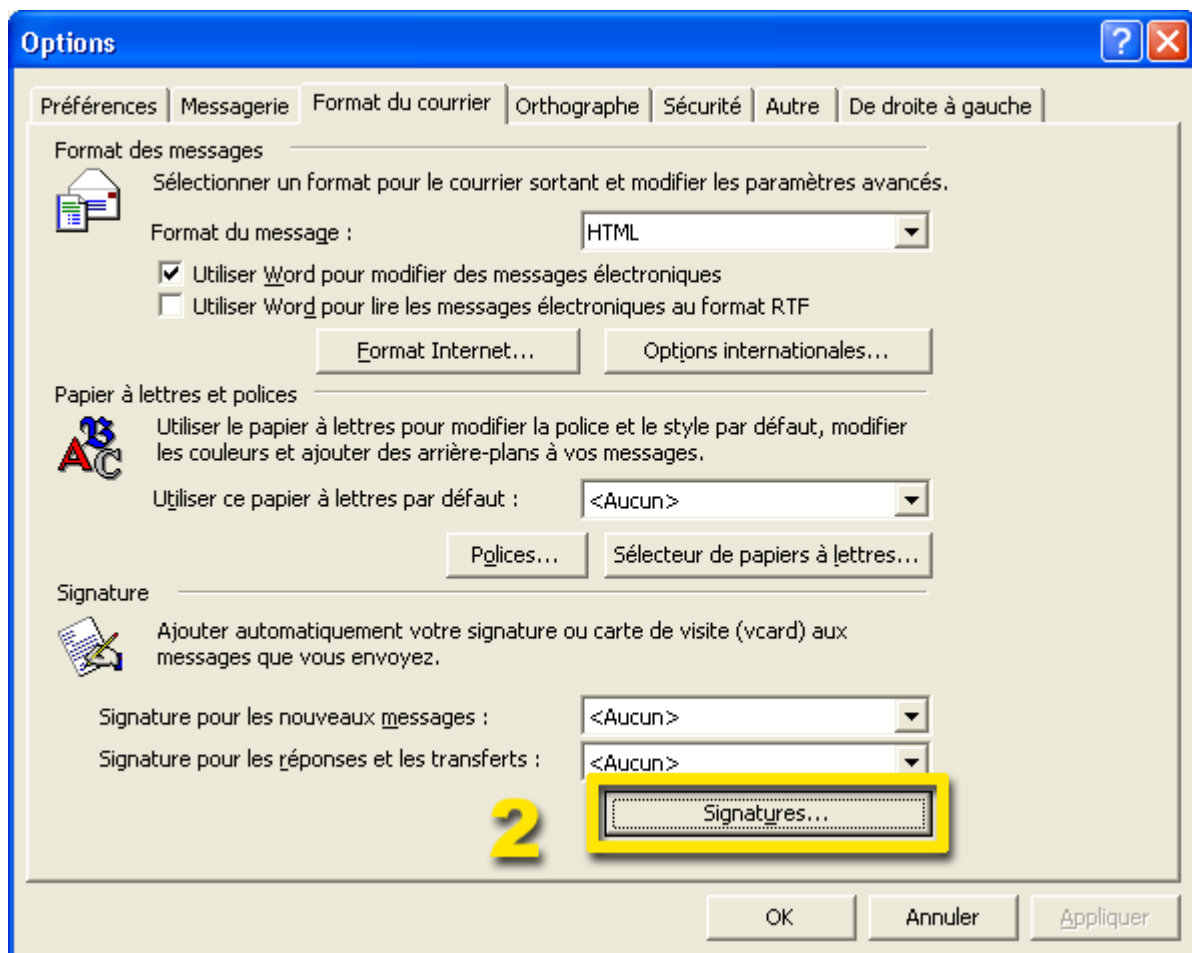 Options
Préférences Messagerie Format du courrier Orthographe Sécurité Autre De droite à gauche
Format des messages
Sélectionner un format pour le courrier sortant et modifier les paramètres avancés.
Format du message : HTML
Utiliser Word pour modifier des messages électroniques
Utiliser Word pour lire les messages électroniques au format RTF
Format Internet... Options internationales...
Papier à lettres et polices
Utiliser le papier à lettres pour modifier la police et le style par défaut, modifier
les couleurs et ajouter des arrière-plans à vos messages.
Utiliser ce papier à lettres par défaut : <Aucun>
Polices... Sélecteur de papiers à lettres...
Signature
Ajouter automatiquement votre signature ou carte de visite (vcard) aux
messages que vous envoyez.
Signature pour les nouveaux messages : <Aucun>
Signature pour les réponses et les transferts : <Aucun>
2 Signatures...
OK Annuler Appliquer